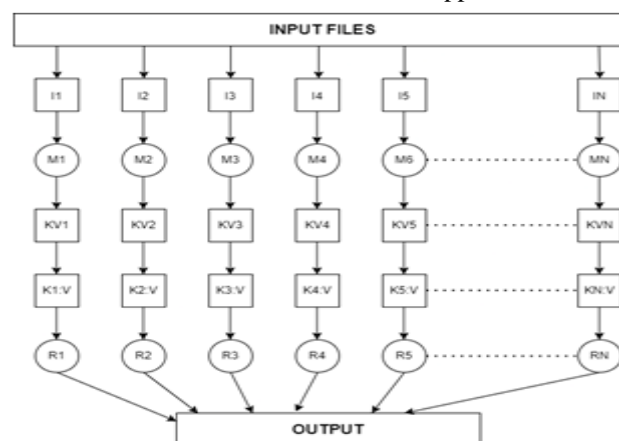 INPUT FILES
I1 I2 I3 I4 I5 IN
M1 M2 M3 M4 M6 MN
KV1 KV2 KV3 KV4 KV5 KVN
K1:V K2:V K3:V K4:V K5:V KN:V
R1 R2 R3 R4 R5 RN
OUTPUT